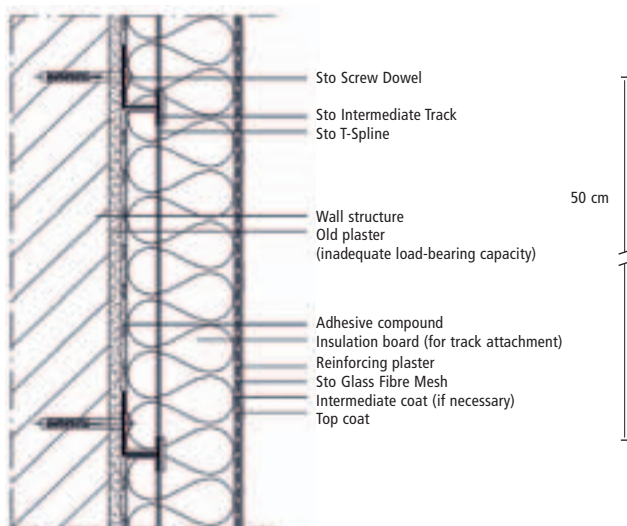 Sto Screw Dowel
Sto Intermediate Track
Sto T-Spline
50 cm
Wall structure
Old plaster
(inadequate load-bearing capacity)
Adhesive compound
Insulation board (for track attachment)
Reinforcing plaster
Sto Glass Fibre Mesh
Intermediate coat (if necessary)
Top coat